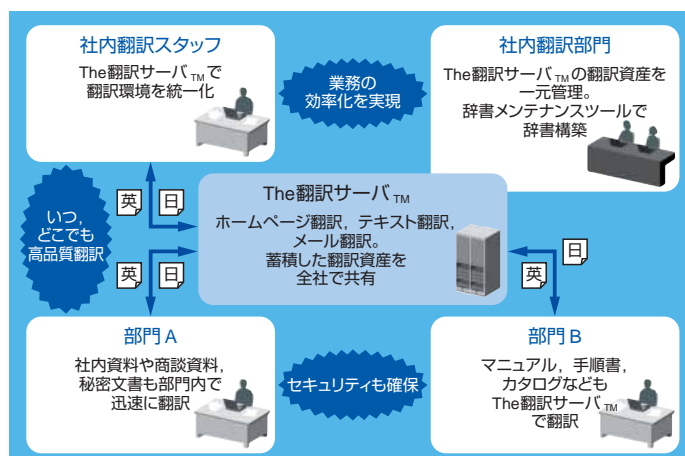 社内翻訳スタッフ
The翻訳サーバTMで
翻訳環境を統一化
業務の
効率化を実現
社内翻訳部門
The翻訳サーバTMの翻訳資産を
一元管理。
辞書メンテナンスツールで
辞書構築
いつ,
どこでも
高品質翻訳
英
日
The翻訳サーバTM
ホームページ翻訳,テキスト翻訳,
メール翻訳。
蓄積した翻訳資産を
全社で共有
英
日
日
英
部門A
社内資料や商談資料,
秘密文書も部門内で
迅速に翻訳
セキュリティも確保
部門B
マニュアル,手順書,
カタログなども
The翻訳サーバTM
で翻訳